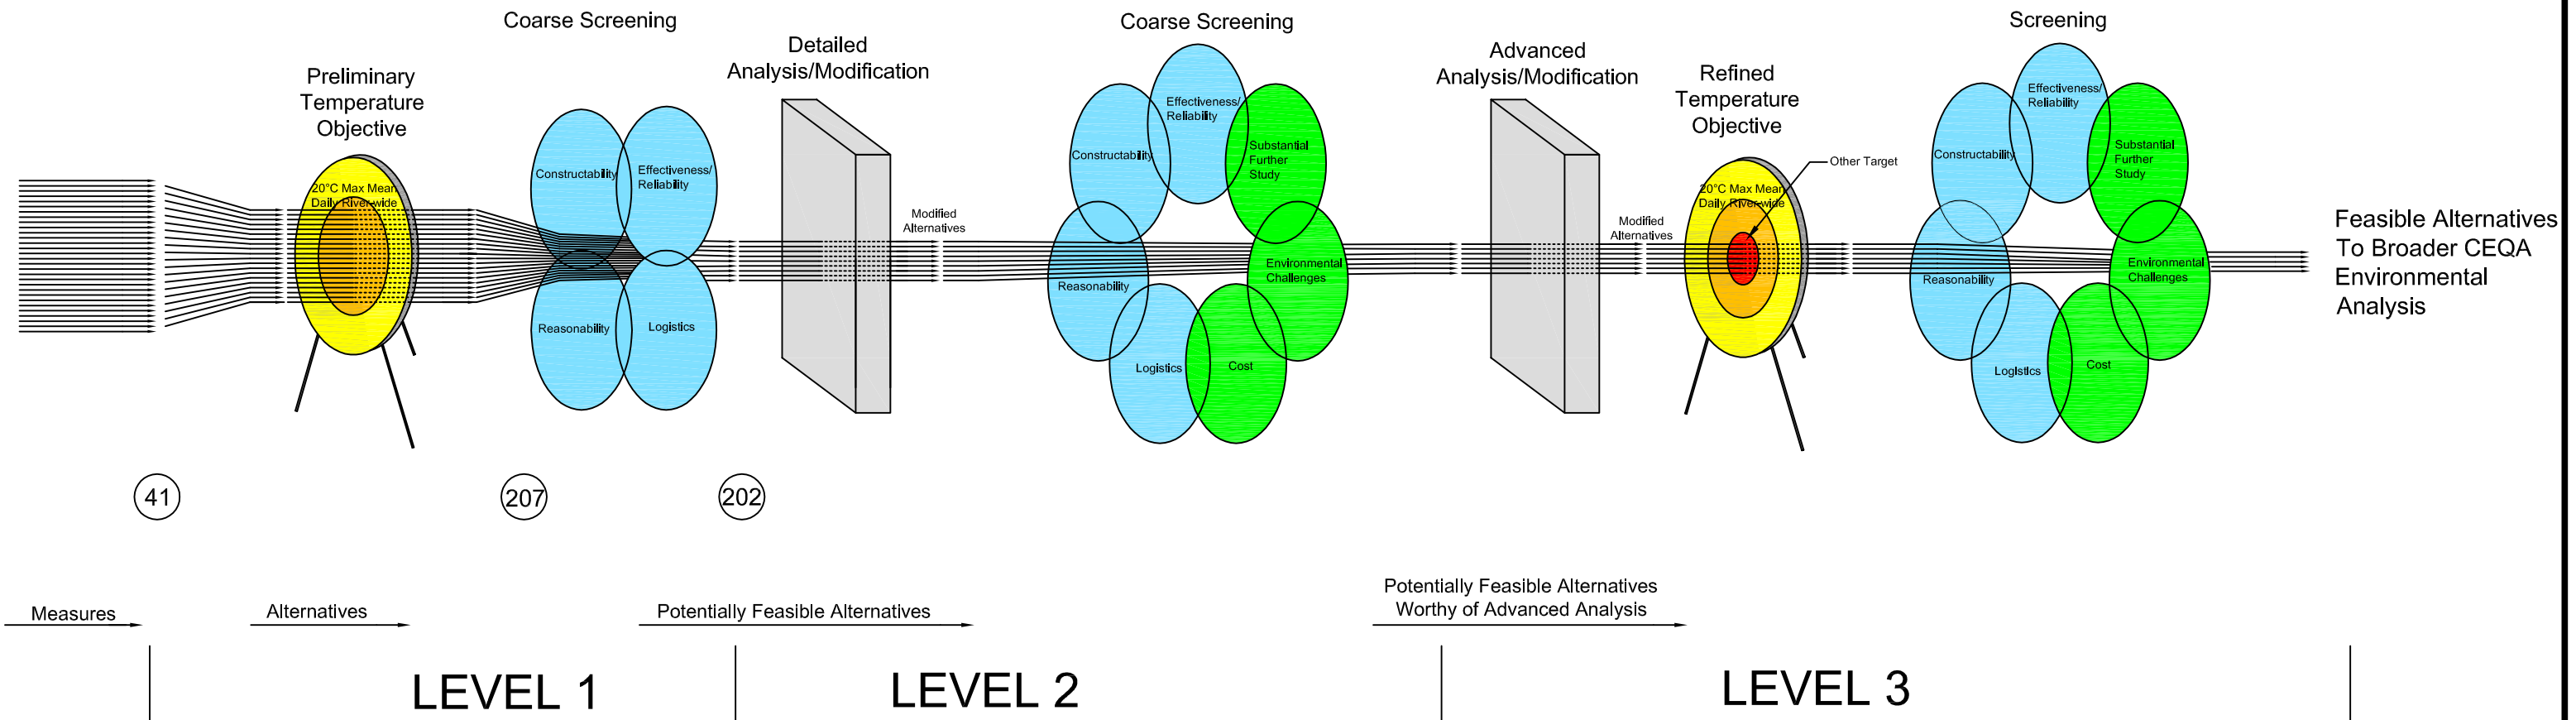 Coarse Screening
Preliminary
Temperature
Objective
20°C Max Mean
Daily River-wide
Constructability
Effectiveness/
Reliability
Reasonability
Logistics
Detailed
Analysis/Modification
Modified
Alternatives
Coarse Screening
Effectiveness/
Reliability
Constructability
Substantial
Further
Study
Reasonability
Environmental
Challenges
Logistics
Cost
Advanced
Analysis/Modification
Modified
Alternatives
Refined
Temperature
Objective
Other Target
20°C Max Mean
Daily River-wide
Screening
Effectiveness/
Reliability
Constructability
Substantial
Further
Study
Reasonability
Environmental
Challenges
Logistics
Cost
Feasible Alternatives
To Broader CEQA
Environmental
Analysis
41
207
202
Measures
Alternatives
Potentially Feasible Alternatives
Potentially Feasible Alternatives
Worthy of Advanced Analysis
LEVEL 1
LEVEL 2
LEVEL 3